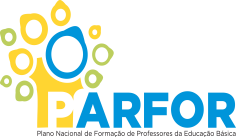 PARFOR
Plano Nacional de Formação de Professores da Educação Básica